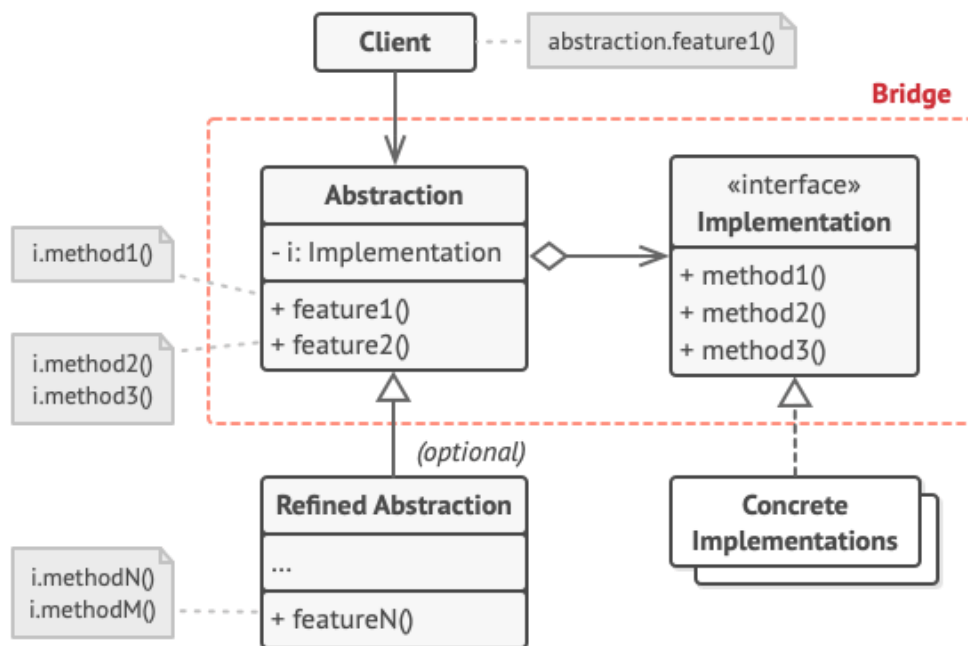 Client
abstraction.feature1()
Bridge
Abstraction
- i: Implementation
+ feature1()
+ feature2()
«interface»
Implementation
+ method1()
+ method2()
+ method3()
i.method1()
i.method2()
i.method3()
(optional)
Refined Abstraction
...
+ featureN()
Concrete
Implementations
i.methodN()
i.methodM()